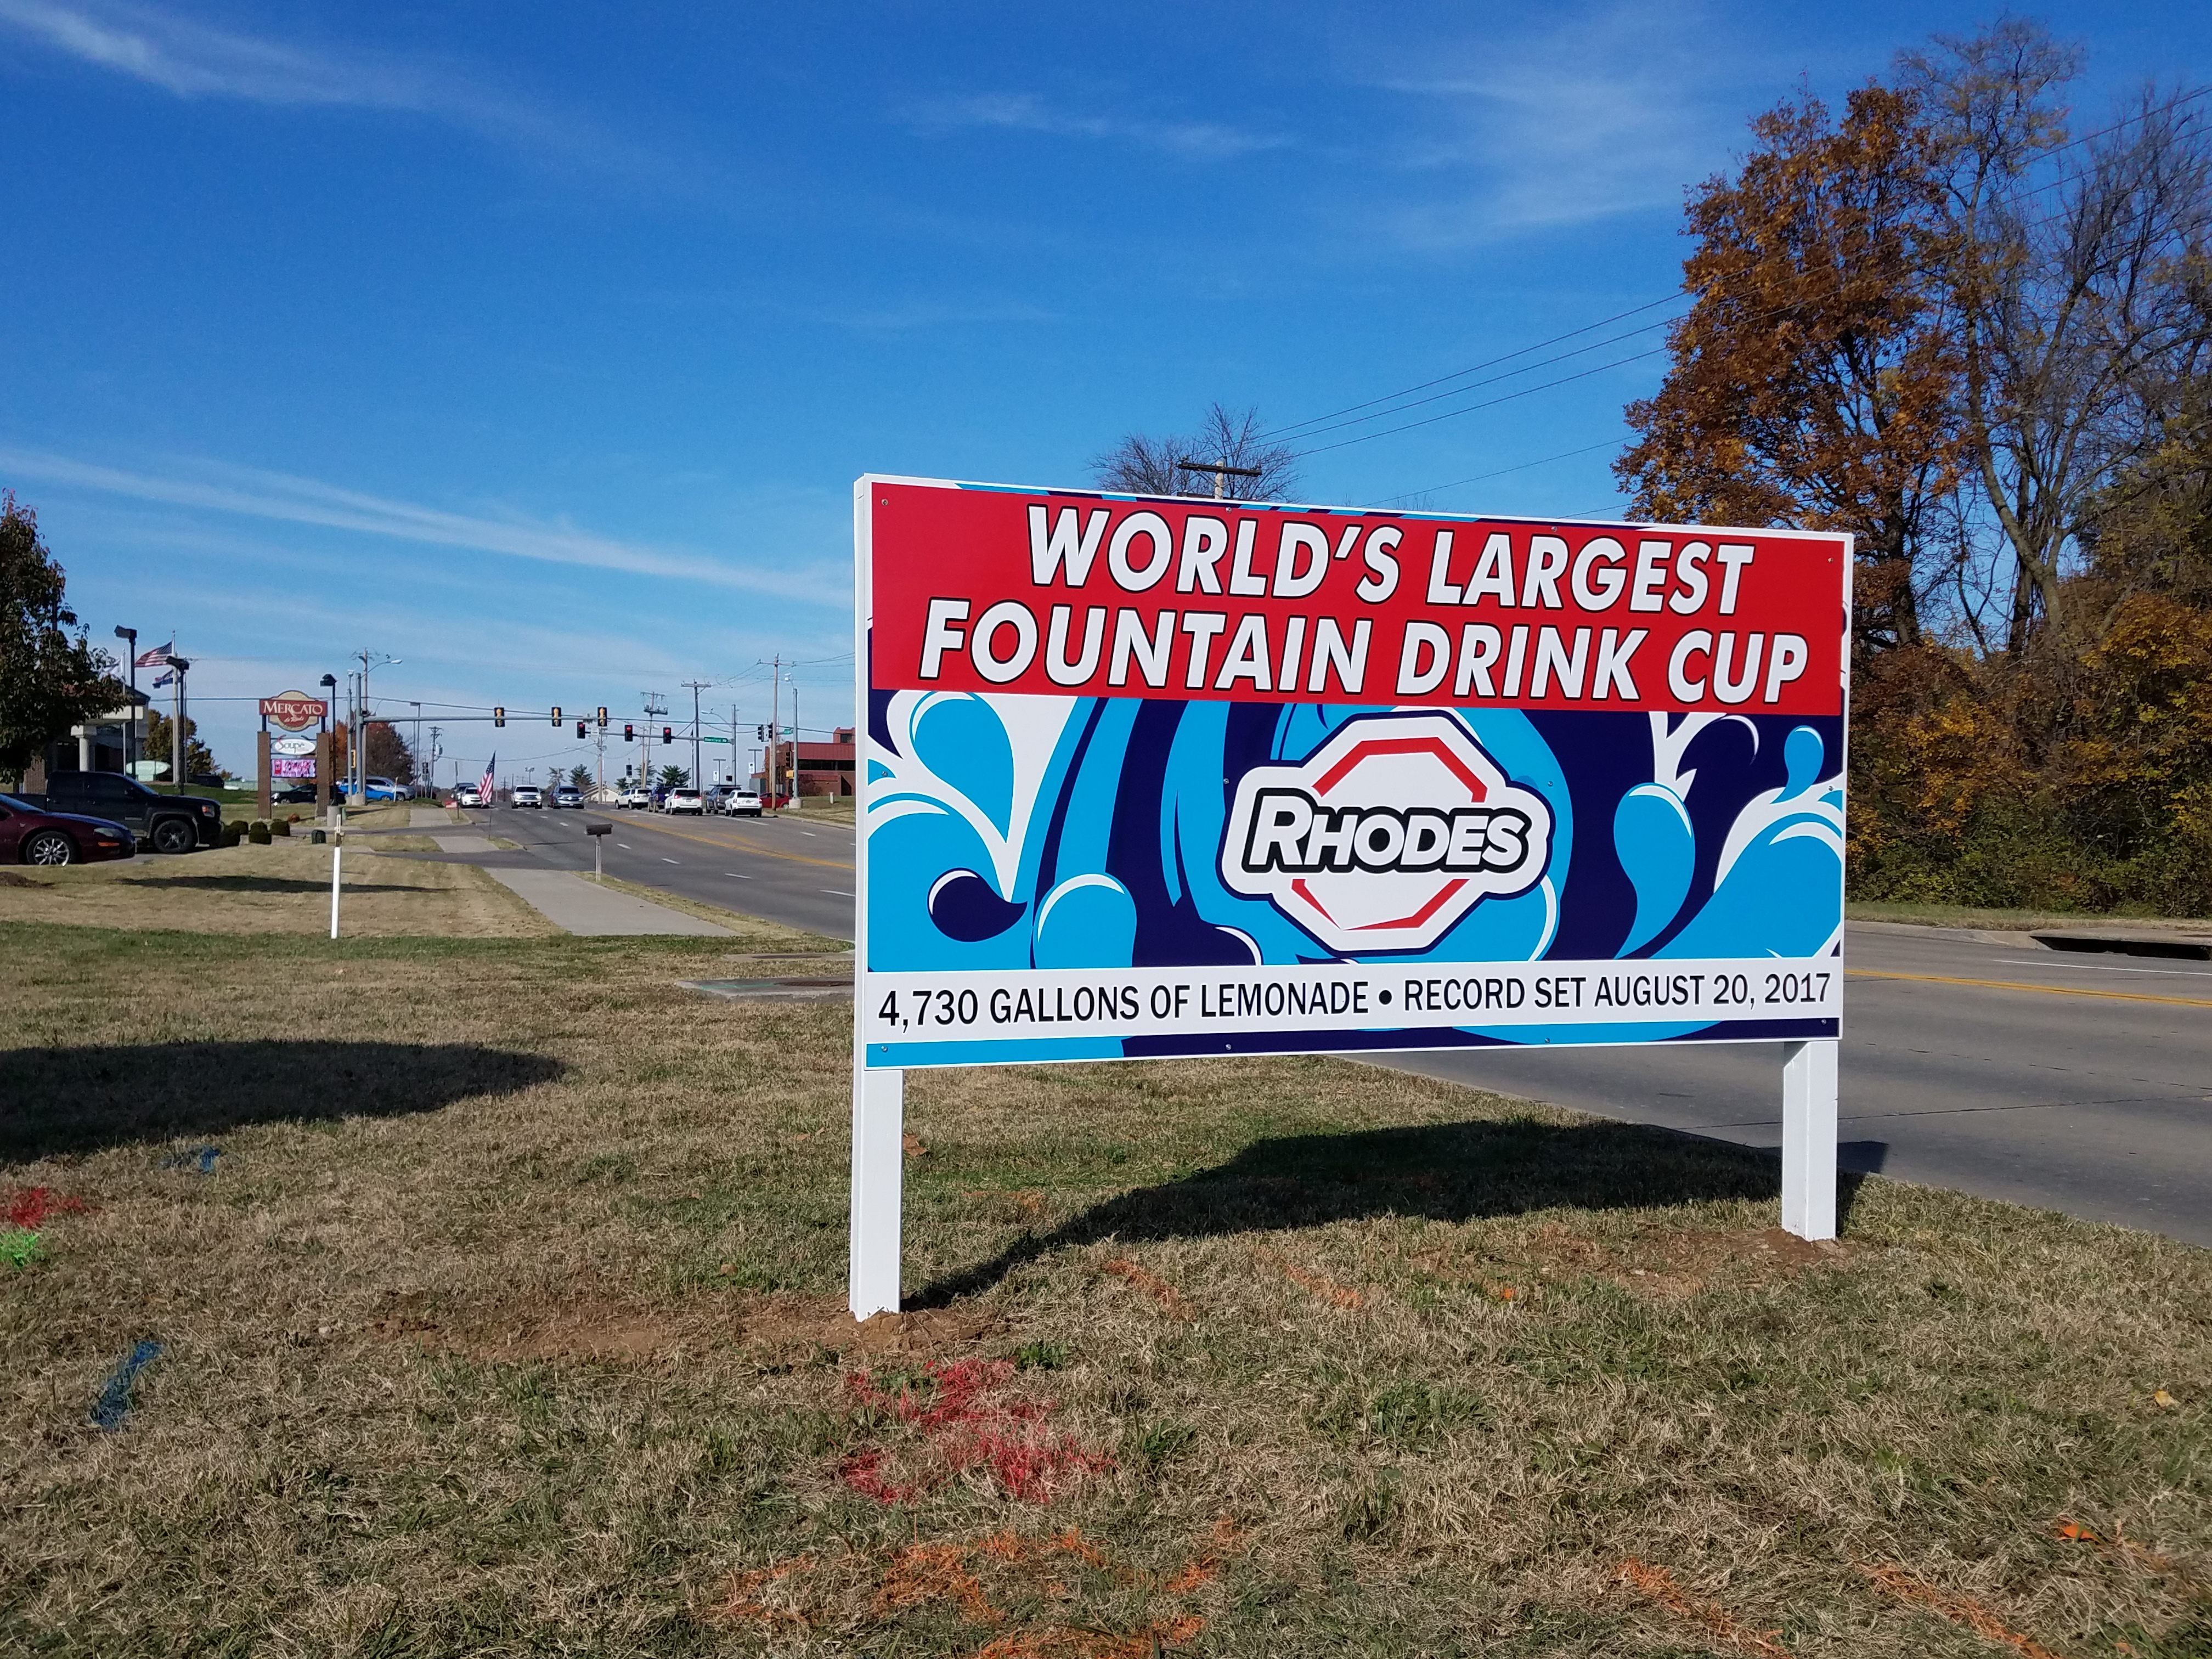 WORLD'S LARGEST
FOUNTAIN DRINK CUP
RHODES
4,730 GALLONS OF LEMONADE • RECORD SET AUGUST 20, 2017
MERCATO